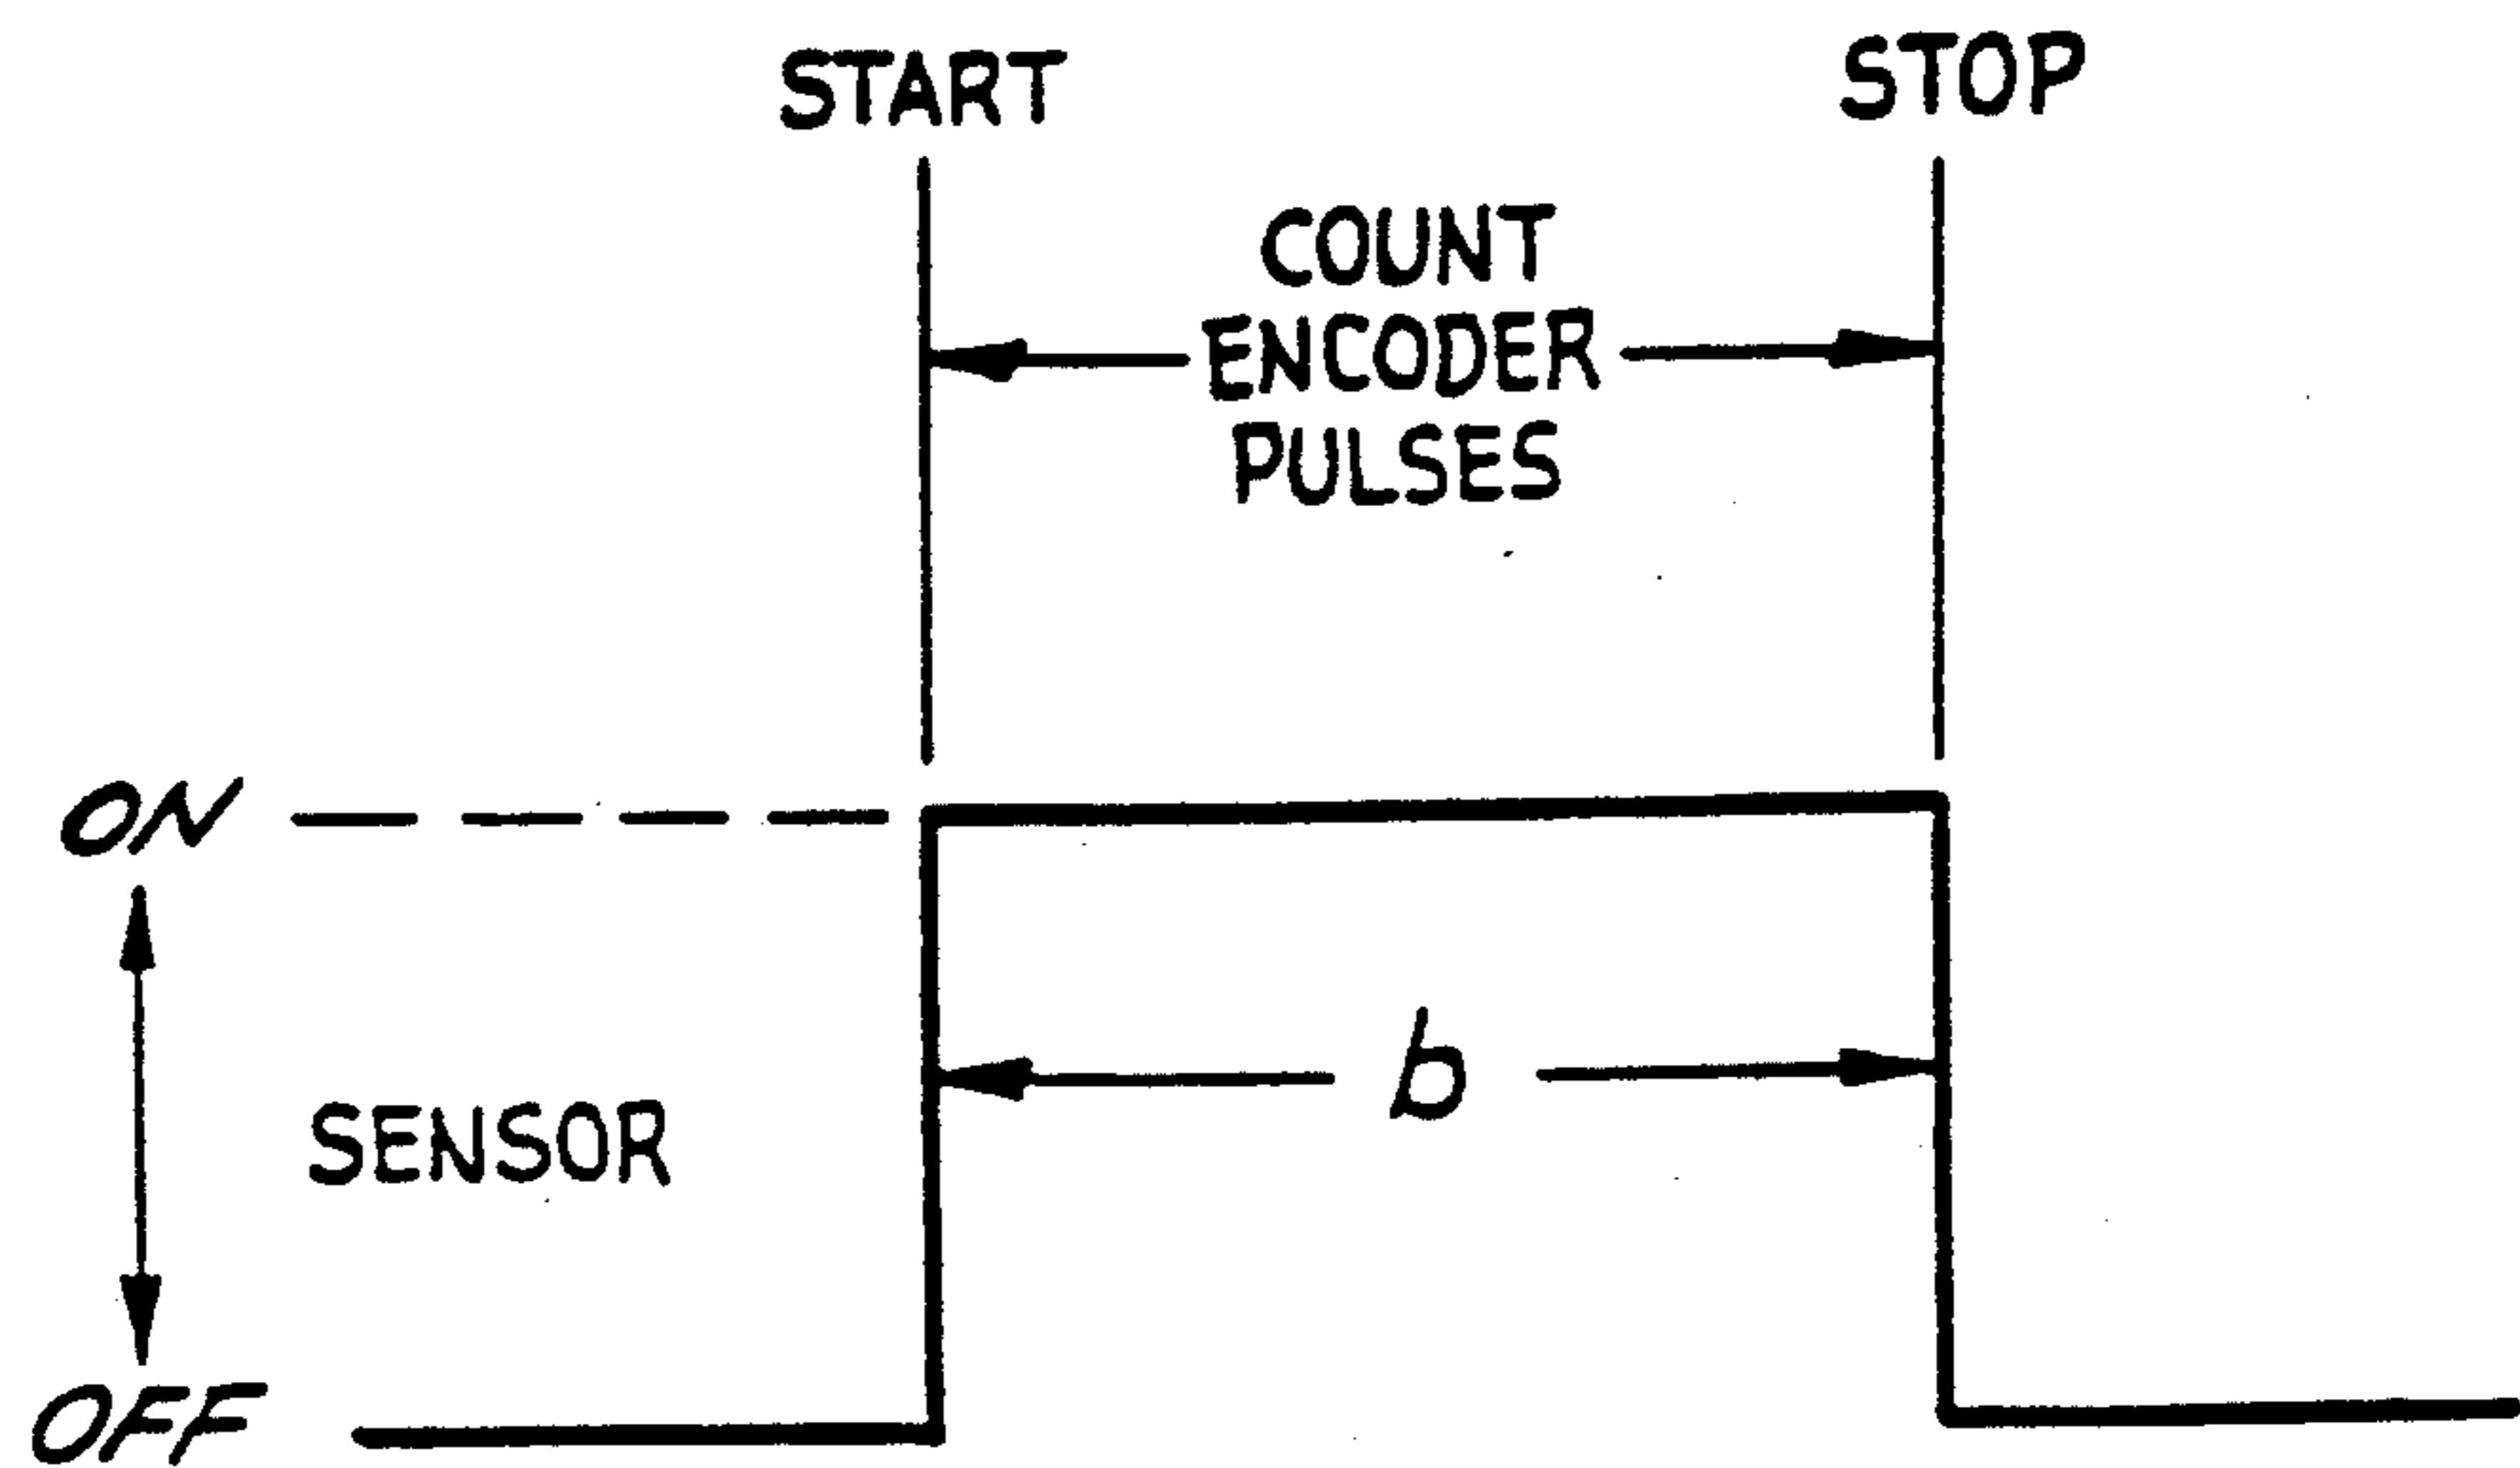 START
STOP
COUNT
ENCODER
PULSES
ON
b
SENSOR
OFF